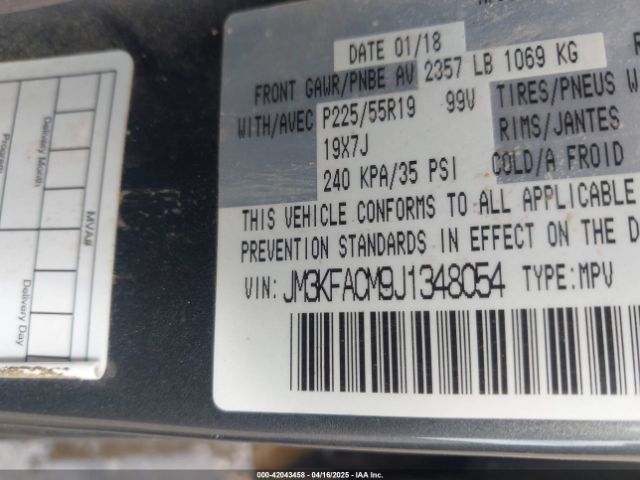 DATE 01/18
FRONT GAWR/PNBE AV 2357 LB 1069 KG
WITH/AVEC P225/55R19 99V TIRES/PNEUS
19X7J RIMS/JANTES
240 KPA/35 PSI COLD/A FROID
THIS VEHICLE CONFORMS TO ALL APPLICABLE
PREVENTION STANDARDS IN EFFECT ON THE D
VIN: JM3KFACM9J1348054 TYPE:MPV
MVA#
Delivery Month
Delivery Day
Program
000-42043458 - 04/16/2025 - IAA Inc.